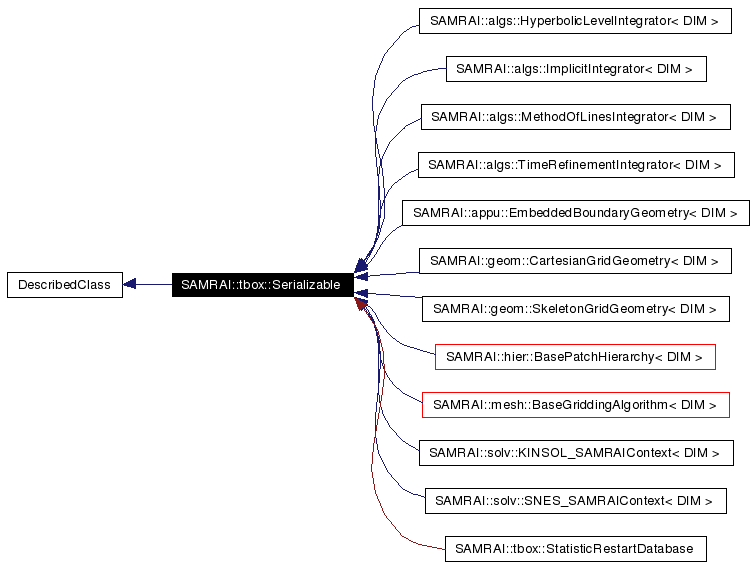 SAMRAI::algs::HyperbolicLevelIntegrator< DIM >
SAMRAI::algs::ImplicitIntegrator< DIM >
SAMRAI::algs::MethodOfLinesIntegrator< DIM >
SAMRAI::algs::TimeRefinementIntegrator< DIM >
SAMRAI::appu::EmbeddedBoundaryGeometry< DIM >
SAMRAI::geom::CartesianGridGeometry< DIM >
DescribedClass
SAMRAI::tbox::Serializable
SAMRAI::geom::SkeletonGridGeometry< DIM >
SAMRAI::hier::BasePatchHierarchy< DIM >
SAMRAI::mesh::BaseGriddingAlgorithm< DIM >
SAMRAI::solv::KINSOL_SAMRAIContext< DIM >
SAMRAI::solv::SNES_SAMRAIContext< DIM >
SAMRAI::tbox::StatisticRestartDatabase